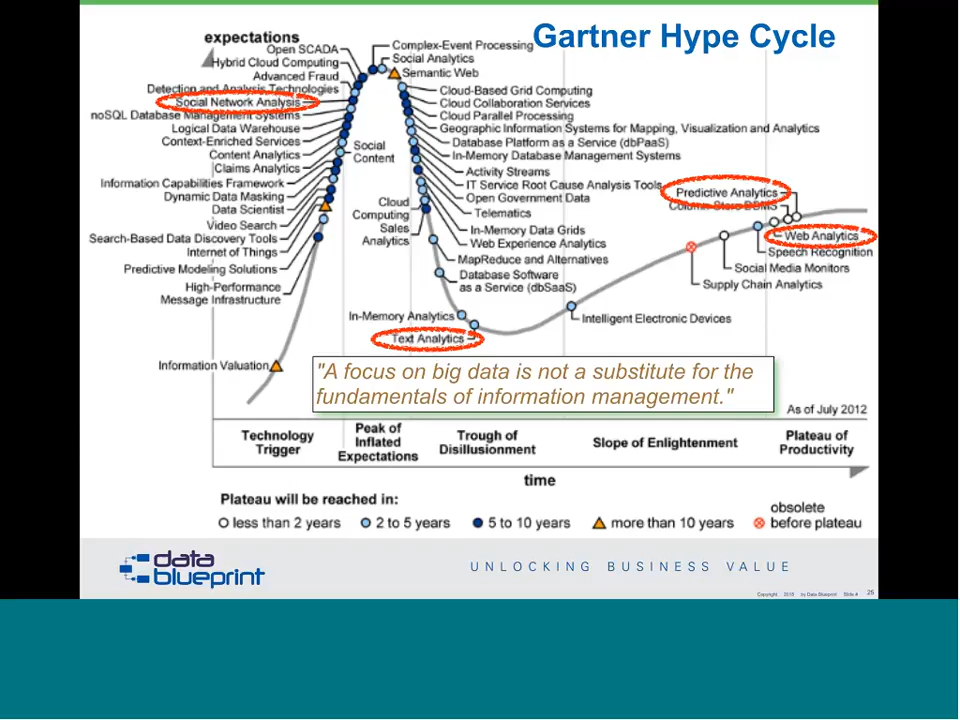 Gartner Hype Cycle
expectations
Open SCADA
Hybrid Cloud Computing
Advanced Fraud
Detection and Analysis Technologies
Social Network Analysis
noSQL Database Management Systems
Logical Data Warehouse
Context-Enriched Services
Content Analytics
Claims Analytics
Information Capabilities Framework
Dynamic Data Masking
Data Scientist
Video Search
Search-Based Data Discovery Tools
Internet of Things
Predictive Modeling Solutions
High-Performance
Message Infrastructure
Information Valuation
Complex-Event Processing
Social Analytics
Semantic Web
Social
Content
Cloud
Computing
Sales
Analytics
Cloud-Based Grid Computing
Cloud Collaboration Services
Cloud Parallel Processing
Geographic Information Systems for Mapping, Visualization and Analytics
Database Platform as a Service (dbPaaS)
In-Memory Database Management Systems
Activity Streams
IT Service Root Cause Analysis Tools
Open Government Data
Telematics
In-Memory Data Grids
Web Experience Analytics
MapReduce and Alternatives
Database Software
as a Service (dbSaaS)
In-Memory Analytics
Text Analytics
Intelligent Electronic Devices
Predictive Analytics
Column-Store DBMS
Web Analytics
Speech Recognition
Social Media Monitors
Supply Chain Analytics
"A focus on big data is not a substitute for the
fundamentals of information management."
As of July 2012
Technology
Trigger
Peak of
Inflated
Expectations
Trough of
Disillusionment
Slope of Enlightenment
Plateau of
Productivity
time
Plateau will be reached in:
less than 2 years
2 to 5 years
5 to 10 years
more than 10 years
obsolete
before plateau
data
blueprint
UNLOCKING BUSINESS VALUE
Copyright by Data Blueprint Slide # 25